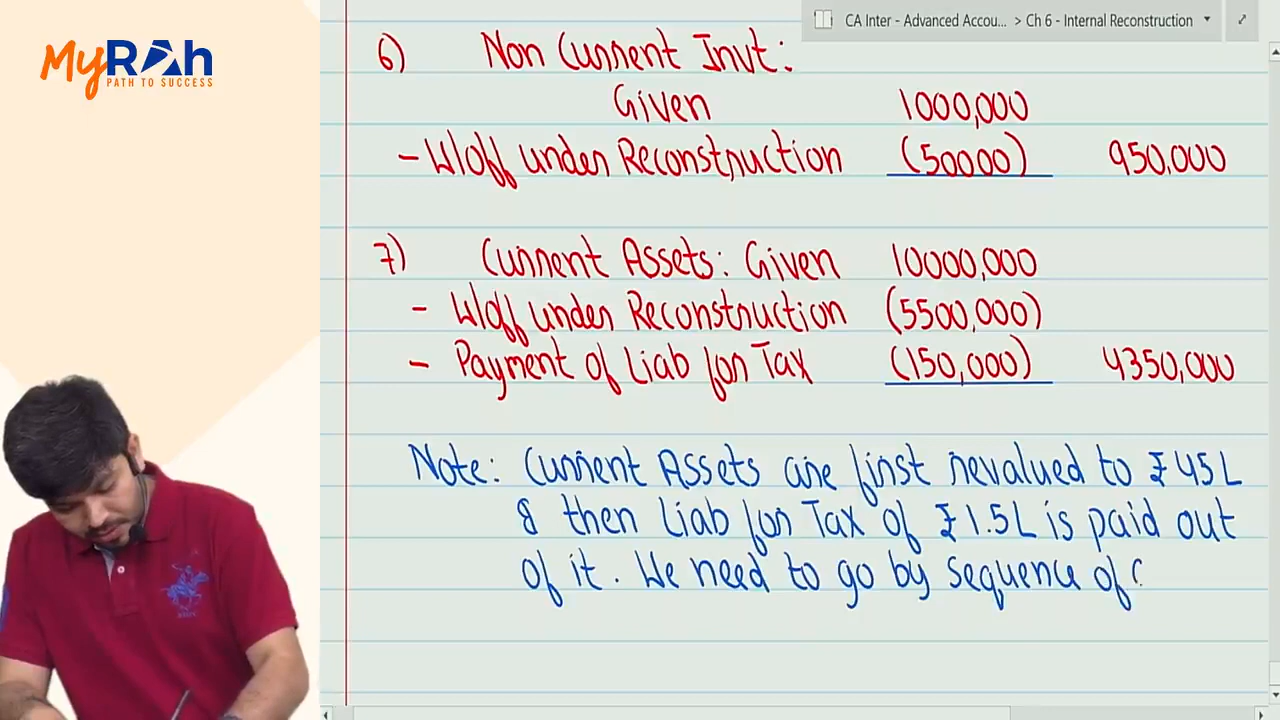 MyRAh
PATH TO SUCCESS
CA Inter - Advanced Accou... > Ch 6 - Internal Reconstruction
6) Non Current Invt:
Given 1000,000
- W/off under Reconstruction (50000) 950,000
7) Current Assets: Given 10000,000
- W/off under Reconstruction (5500,000)
- Payment of Liab for Tax (150,000) 4350,000
Note: Current Assets are first revalued to ₹45L
& then Liab for Tax of ₹1.5L is paid out
of it. We need to go by sequence of